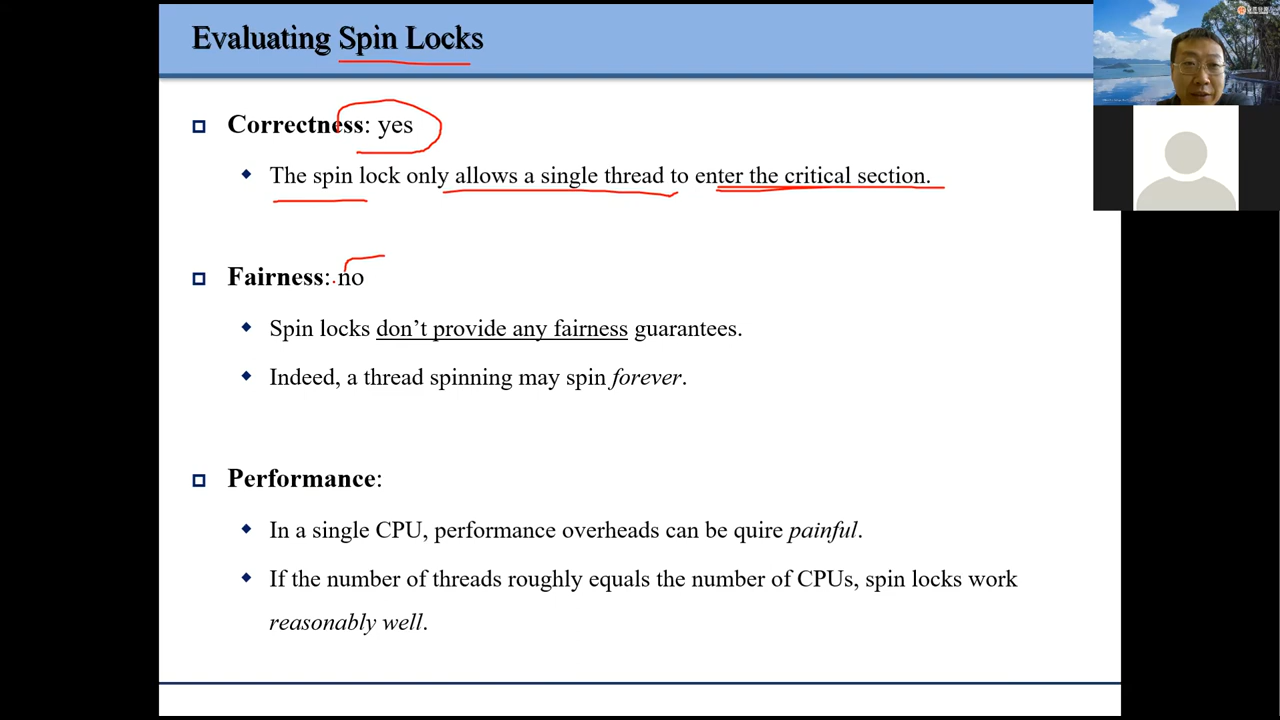 Evaluating Spin Locks
Correctness: yes
The spin lock only allows a single thread to enter the critical section.
Fairness: no
Spin locks don’t provide any fairness guarantees.
Indeed, a thread spinning may spin forever.
Performance:
In a single CPU, performance overheads can be quire painful.
If the number of threads roughly equals the number of CPUs, spin locks work
reasonably well.